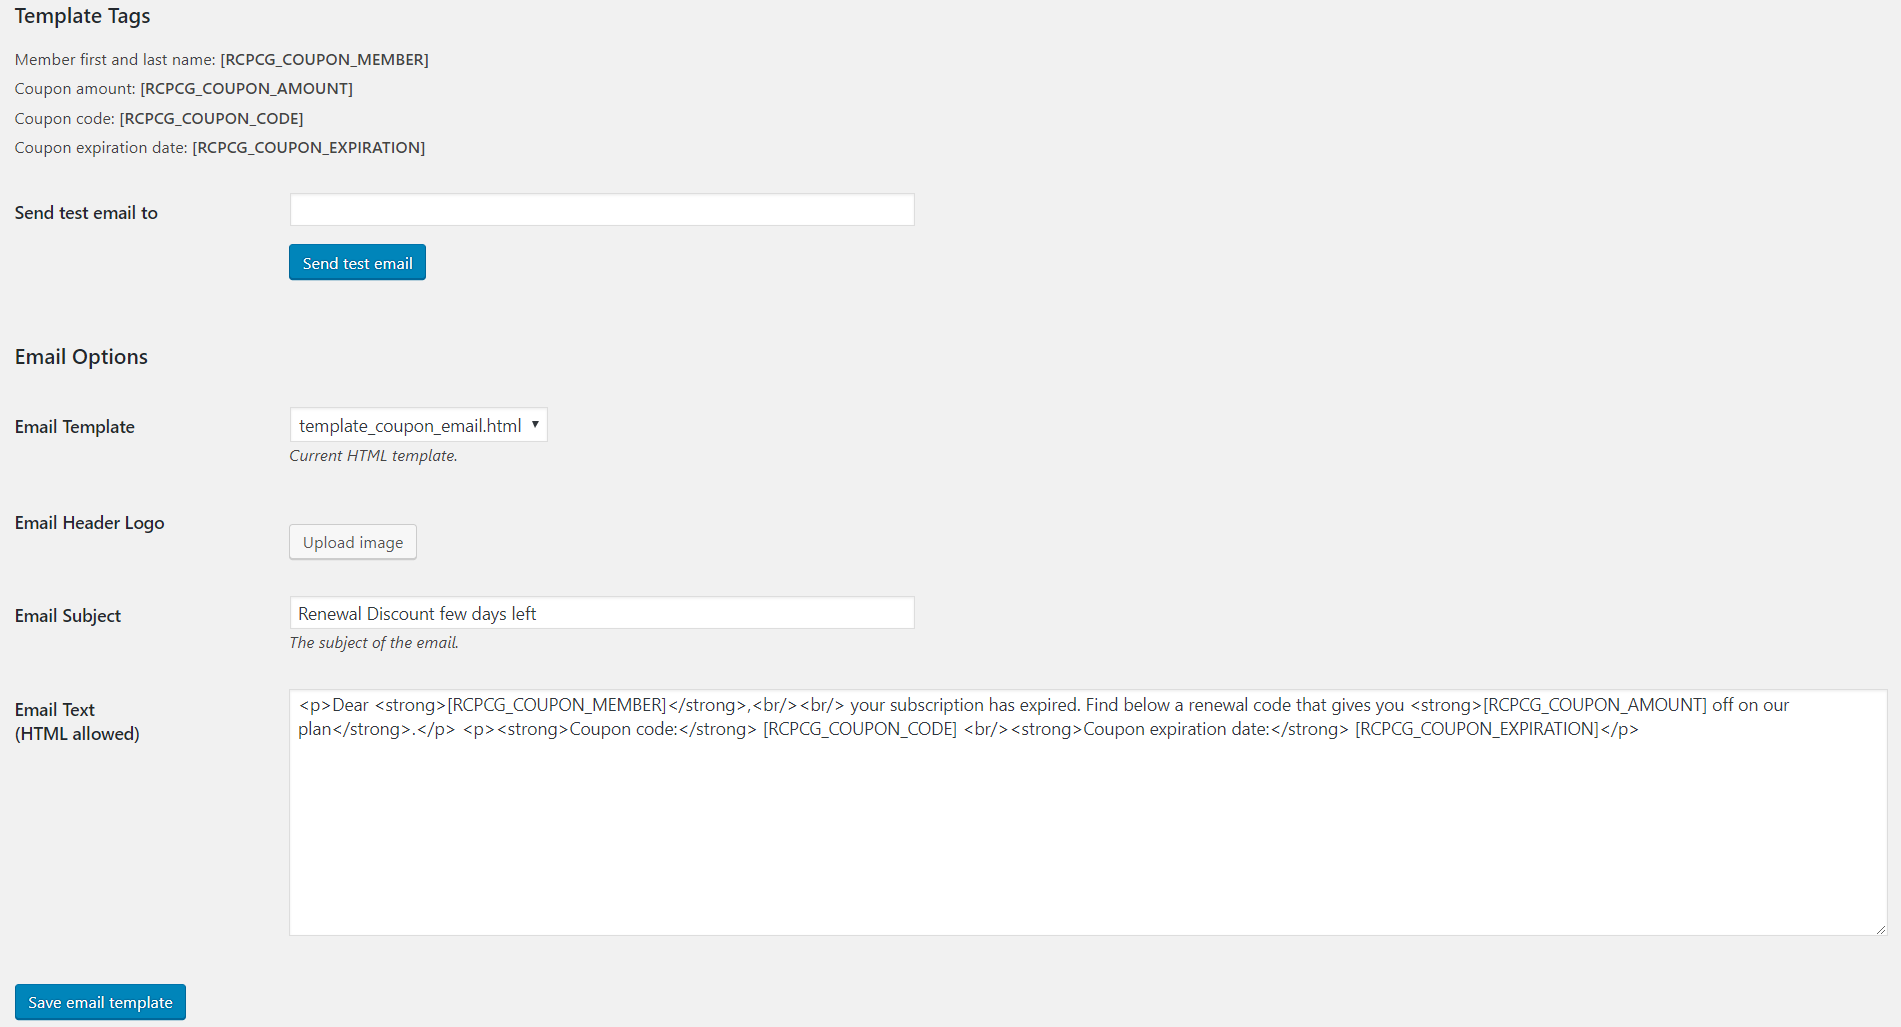 Template Tags
Member first and last name: [RCPCG_COUPON_MEMBER]
Coupon amount: [RCPCG_COUPON_AMOUNT]
Coupon code: [RCPCG_COUPON_CODE]
Coupon expiration date: [RCPCG_COUPON_EXPIRATION]
Send test email to
Send test email
Email Options
Email Template
template_coupon_email.html
Current HTML template.
Email Header Logo
Upload image
Email Subject
Renewal Discount few days left
The subject of the email.
Email Text
(HTML allowed)
<p>Dear <strong>[RCPCG_COUPON_MEMBER]</strong>,<br/><br/> your subscription has expired. Find below a renewal code that gives you <strong>[RCPCG_COUPON_AMOUNT] off on our
plan</strong>.</p> <p><strong>Coupon code:</strong> [RCPCG_COUPON_CODE] <br/><strong>Coupon expiration date:</strong> [RCPCG_COUPON_EXPIRATION]</p>
Save email template